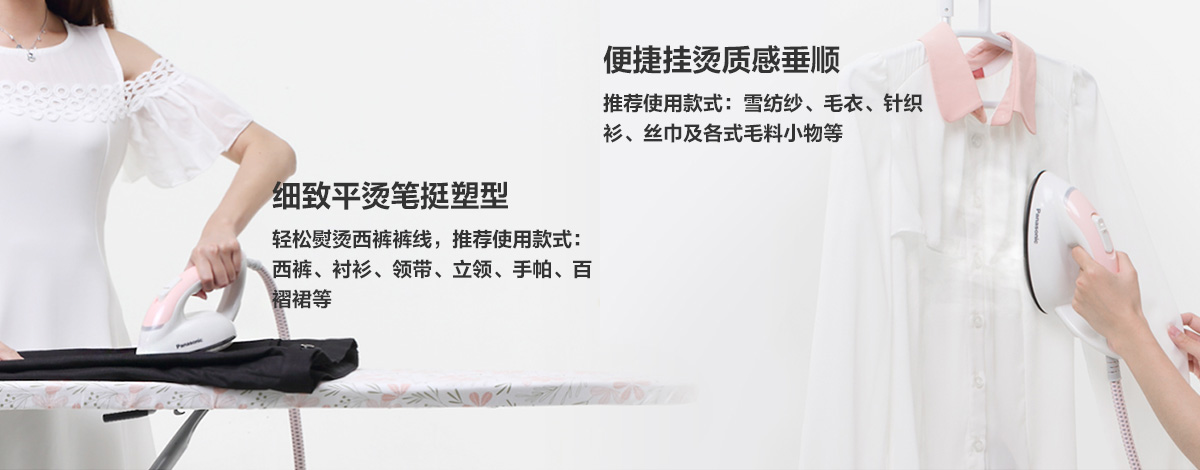 细致平烫笔挺塑型
轻松熨烫西裤裤线，推荐使用款式：
西裤、衬衫、领带、立领、手帕、百
褶裙等
Panasonic
便捷挂烫质感垂顺
推荐使用款式：雪纺纱、毛衣、针织
衫、丝巾及各式毛料小物等
Panasonic